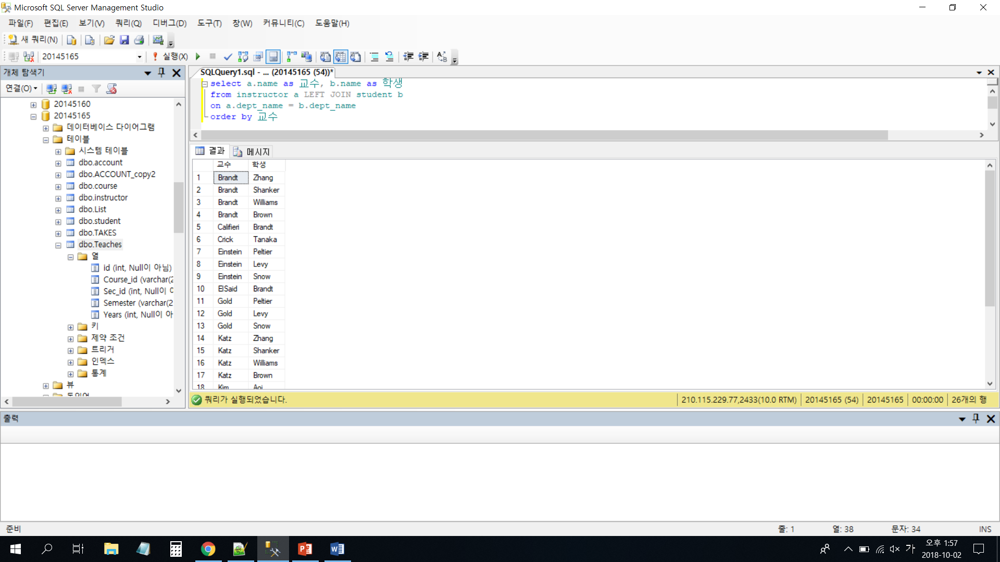 Microsoft SQL Server Management Studio
파일(F) 편집(E) 보기(V) 쿼리(Q) 디버그(D) 도구(T) 창(W) 커뮤니티(C) 도움말(H)
새 쿼리(N)
20145165 실행(X)
개체 탐색기
연결(O)
20145160
20145165
데이터베이스 다이어그램
테이블
시스템 테이블
dbo.account
dbo.ACCOUNT_copy2
dbo.course
dbo.instructor
dbo.List
dbo.student
dbo.TAKES
dbo.Teaches
열
id (int, Null이 아님)
Course_id (varchar(2
Sec_id (int, Null이
Semester (varchar(2
Years (int, Null이 아
키
제약 조건
트리거
인덱스
통계
뷰
동의어
SQLQuery1.sql - ... (20145165 (54))*
select a.name as 교수, b.name as 학생
from instructor a LEFT JOIN student b
on a.dept_name = b.dept_name
order by 교수
결과 메시지
교수 학생
1 Brandt Zhang
2 Brandt Shanker
3 Brandt Williams
4 Brandt Brown
5 Califieri Brandt
6 Crick Tanaka
7 Einstein Peltier
8 Einstein Levy
9 Einstein Snow
10 ElSaid Brandt
11 Gold Peltier
12 Gold Levy
13 Gold Snow
14 Katz Zhang
15 Katz Shanker
16 Katz Williams
17 Katz Brown
18 Kim Aoi
쿼리가 실행되었습니다. 210.115.229.77,2433(10.0 RTM) 20145165 (54) 20145165 00:00:00 26개의 행
출력
준비 줄: 1 열: 38 문자: 34 INS
가 오후 1:57
2018-10-02